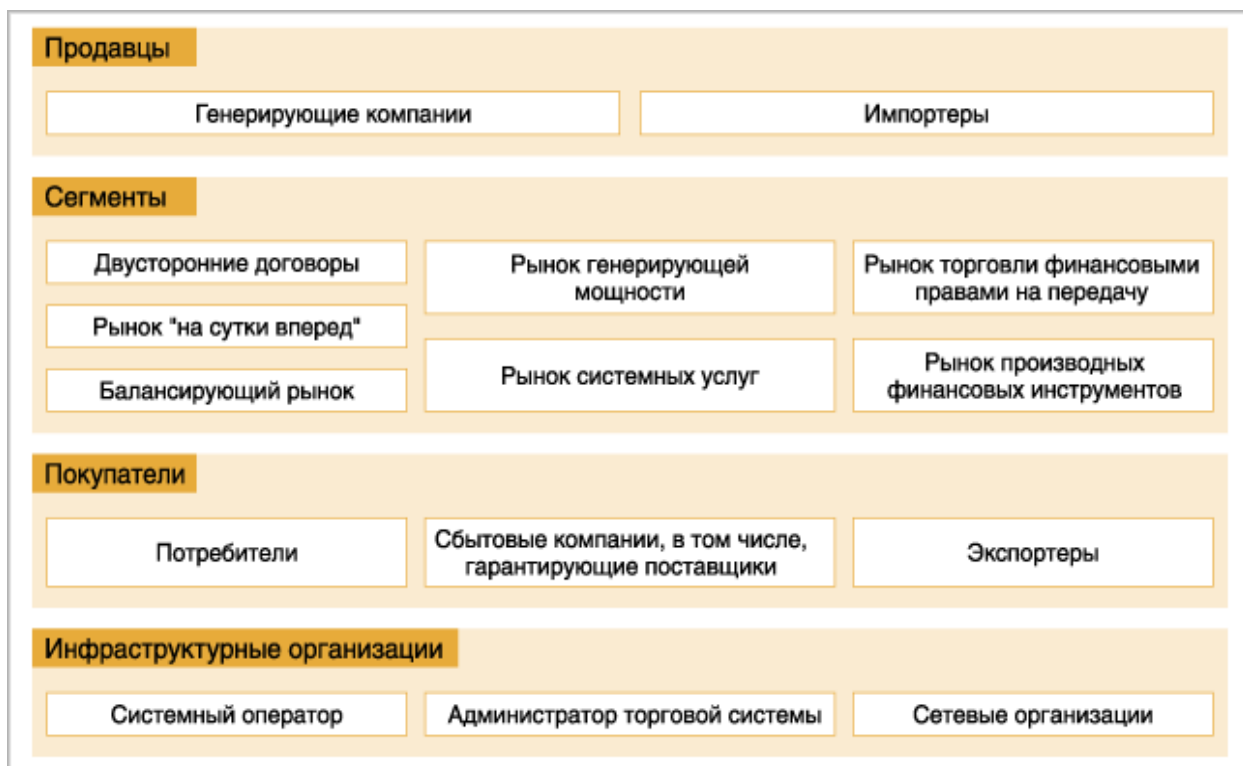 Продавцы
Генерирующие компании
Импортеры
Сегменты
Двусторонние договоры
Рынок "на сутки вперед"
Балансирующий рынок
Рынок генерирующей
мощности
Рынок системных услуг
Рынок торговли финансовыми
правами на передачу
Рынок производных
финансовых инструментов
Покупатели
Потребители
Сбытовые компании, в том числе,
гарантирующие поставщики
Экспортеры
Инфраструктурные организации
Системный оператор
Администратор торговой системы
Сетевые организации